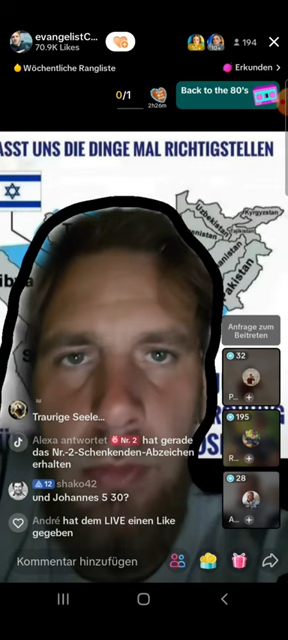 evangelistC...
70.9K Likes
194
Wöchentliche Rangliste
Erkunden >
0/1
2h26m
Back to the 80's
ASST UNS DIE DINGE MAL RICHTIGSTELLEN
Uzbekistan
Kyrgyzstan
Tajikistan
akistan
Anfrage zum
Beitreten
32
P...
195
R...
28
A...
Traurige Seele...
Alexa antwortet Nr. 2 hat gerade
das Nr.-2-Schenkenden-Abzeichen
erhalten
12 shako42
und Johannes 5 30?
André hat dem LIVE einen Like
gegeben
Kommentar hinzufügen